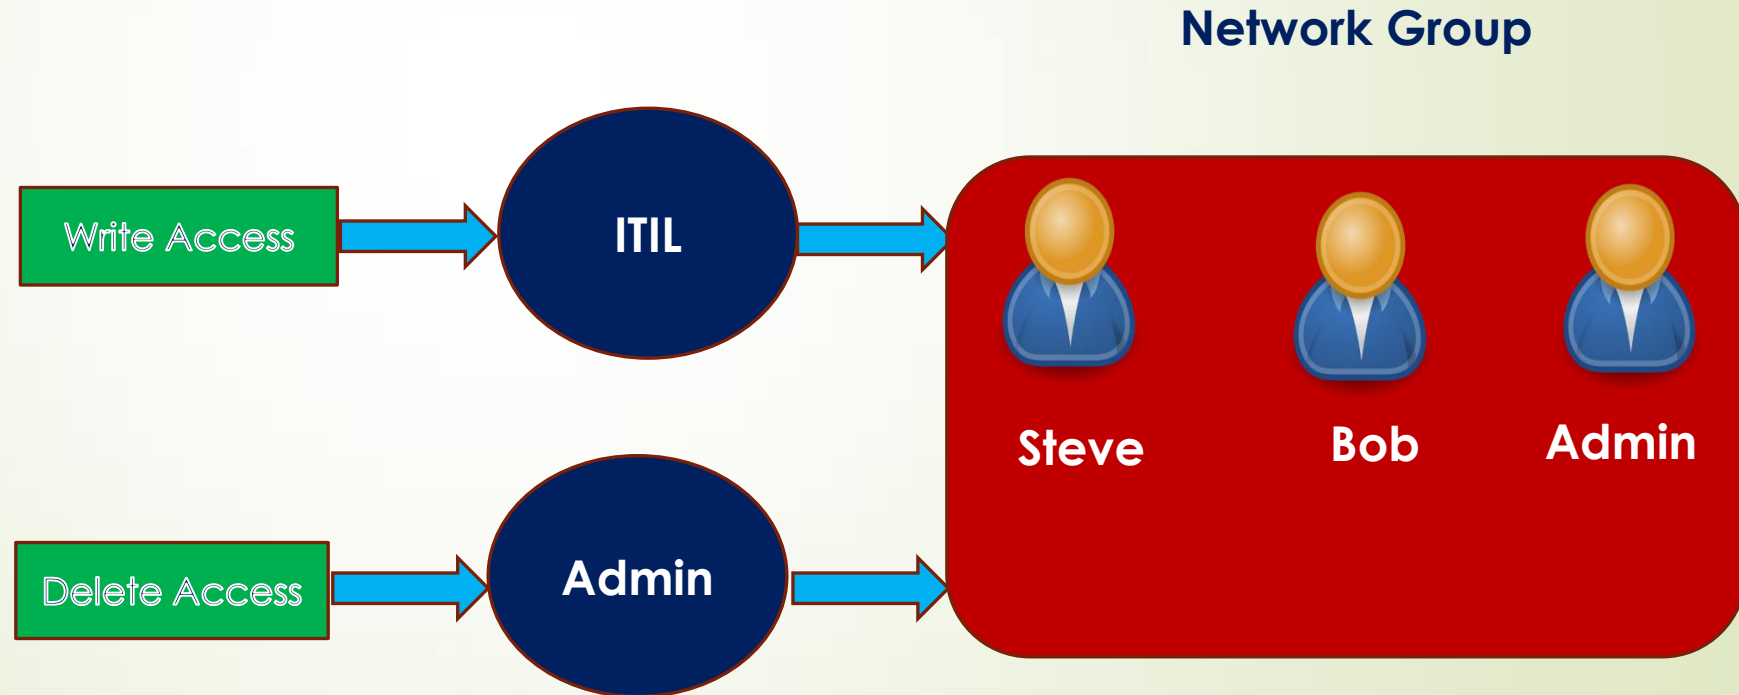 Network Group
Write Access
ITIL
Steve
Bob
Admin
Delete Access
Admin